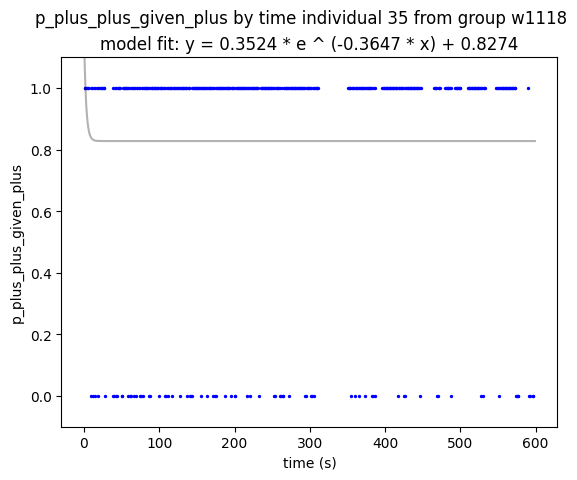 p_plus_plus_given_plus by time individual 35 from group w1118
model fit: y = 0.3524 * e ^ (-0.3647 * x) + 0.8274
1.0
0.8
0.6
0.4
0.2
0.0
p_plus_plus_given_plus
0 100 200 300 400 500 600
time (s)